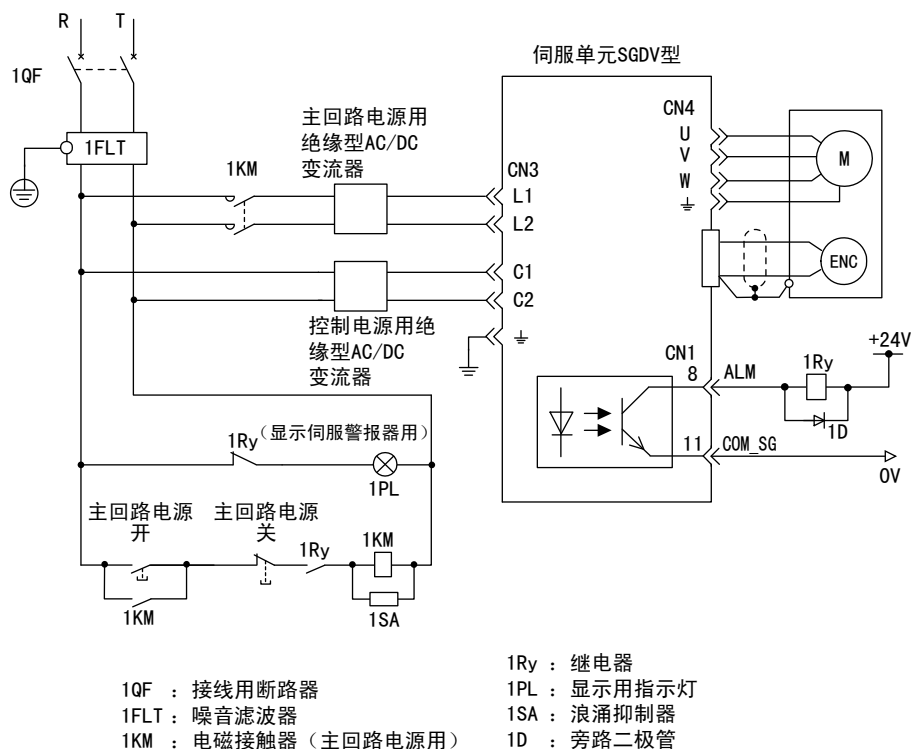 R
T
1QF
伺服单元SGDV型
1FLT
主回路电源用
绝缘型AC/DC
变流器
1KM
CN3
L1
L2
C1
C2
控制电源用绝
缘型AC/DC
变流器
CN4
U
V
W
M
ENC
CN1
8
ALM
1Ry
+24V
1D
11
COM_SG
0V
1Ry
(显示伺服警报器用)
1PL
主回路电源
开
主回路电源
关
1Ry
1KM
1KM
1SA
1QF : 接线用断路器
1FLT : 噪音滤波器
1KM : 电磁接触器（主回路电源用）
1Ry : 继电器
1PL : 显示用指示灯
1SA : 浪涌抑制器
1D : 旁路二极管